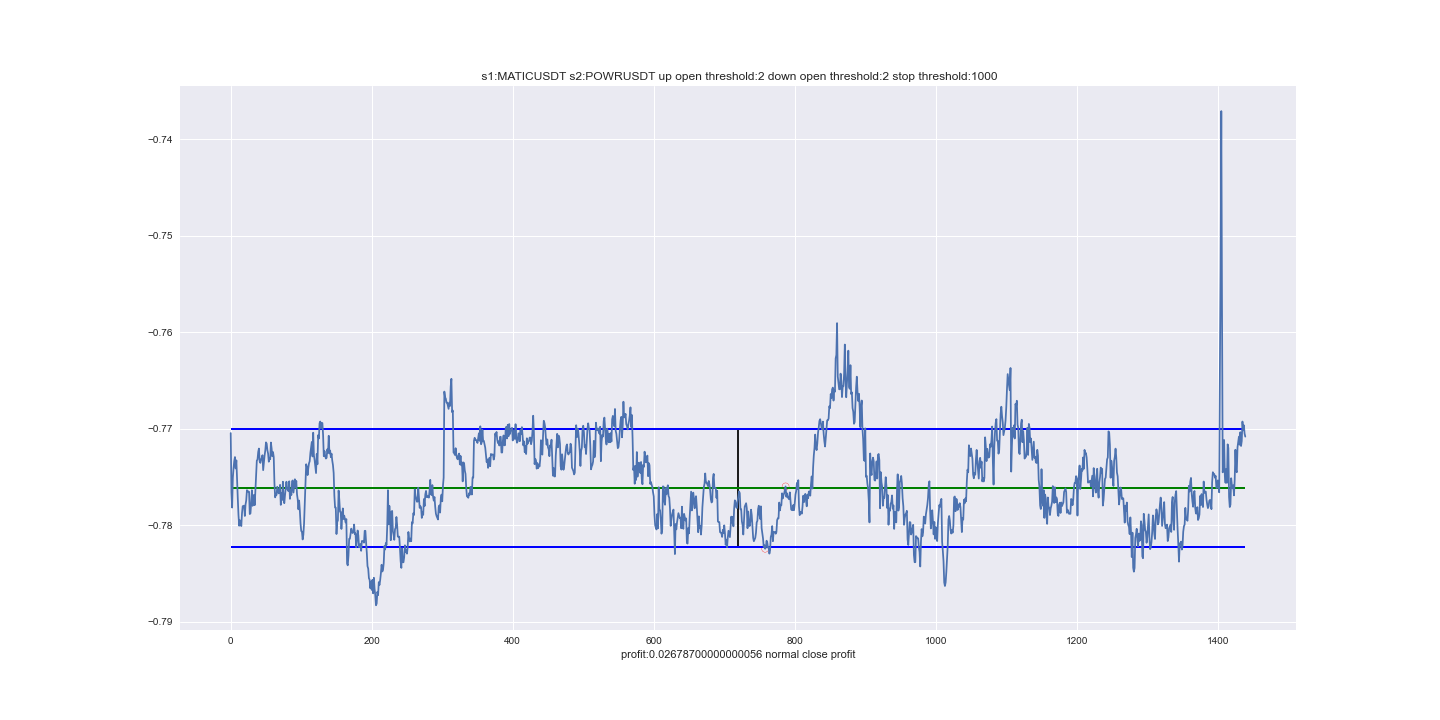 s1:MATICUSDT s2:POWRUSDT up open threshold:2 down open threshold:2 stop threshold:1000
−0.74
−0.75
−0.76
−0.77
−0.78
−0.79
0 200 400 600 800 1000 1200 1400
profit:0.02678700000000056 normal close profit